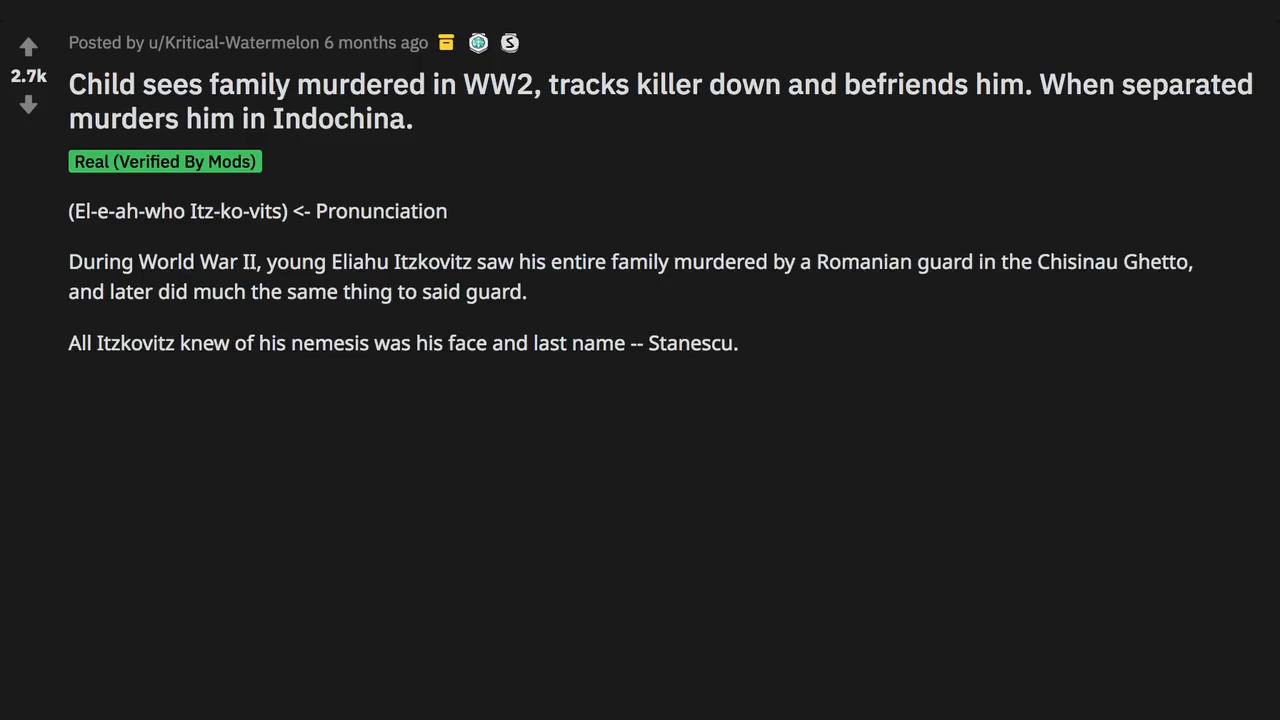 Posted by u/Kritical-Watermelon 6 months ago
2.7k
Child sees family murdered in WW2, tracks killer down and befriends him. When separated
murders him in Indochina.
Real (Verified By Mods)
(El-e-ah-who Itz-ko-vits) <- Pronunciation
During World War II, young Eliahu Itzkovitz saw his entire family murdered by a Romanian guard in the Chisinau Ghetto,
and later did much the same thing to said guard.
All Itzkovitz knew of his nemesis was his face and last name -- Stanescu.